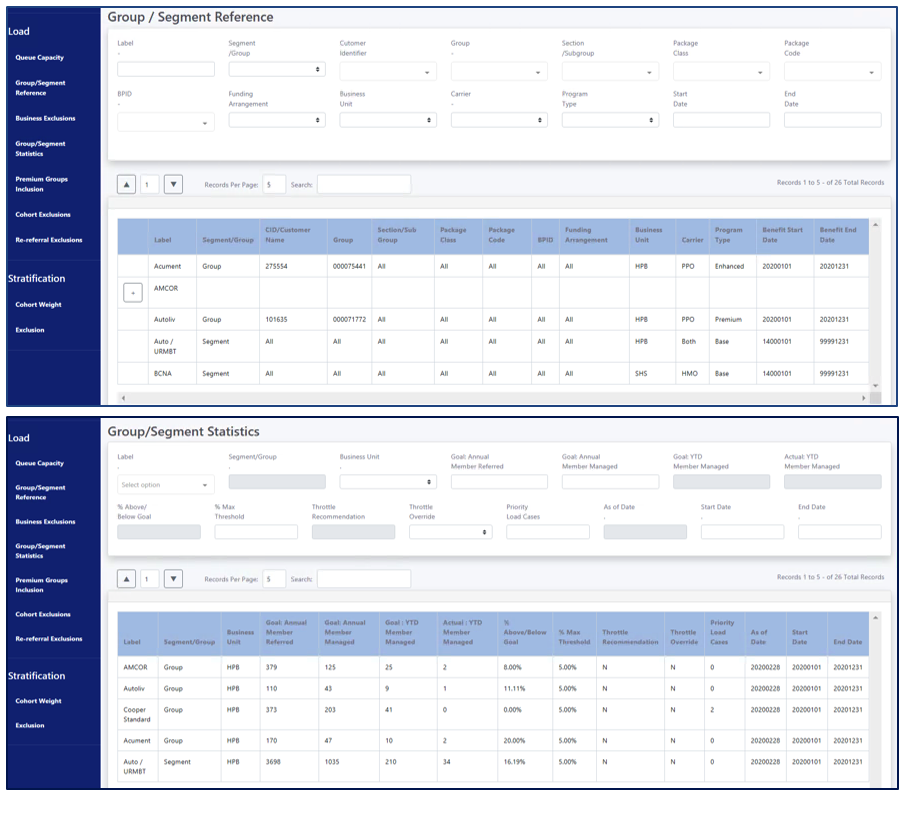 Load
Queue Capacity
Group/Segment
Reference
Business Exclusions
Group/Segment
Statistics
Premium Groups
Inclusion
Cohort Exclusions
Re-referral Exclusions
Stratification
Cohort Weight
Exclusion
Group / Segment Reference
Label Segment Cutomer Group Section Package Package
- /Group Identifier - /Subgroup Class Code
BPID Funding Business Carrier Program Start End
- Arrangement Unit - Type Date Date
▲ 1 ▼ Records Per Page: 5 Search: Records 1 to 5 - of 26 Total Records
CID/Customer Section/Sub Package Package Funding Business Program Benefit Start Benefit End
Label Segment/Group Name Group Group Class Code BPID Arrangement Unit Carrier Type Date Date
Acument Group 275554 000075441 All All All All All HPB PPO Enhanced 20200101 20201231
+ AMCOR
Autoliv Group 101635 000071772 All All All All All HPB PPO Premium 20200101 20201231
Auto / Segment All All All All All All All HPB Both Base 14000101 99991231
URMBT
BCNA Segment All All All All All All All SHS HMO Base 14000101 99991231
Load
Queue Capacity
Group/Segment
Reference
Business Exclusions
Group/Segment
Statistics
Premium Groups
Inclusion
Cohort Exclusions
Re-referral Exclusions
Stratification
Cohort Weight
Exclusion
Group/Segment Statistics
Label Segment/Group Business Unit Goal: Annual Goal: Annual Goal: YTD Actual: YTD
Member Referred Member Managed Member Managed Member Managed
Select option
% Above/ % Max Throttle Throttle Priority As of Date Start Date End Date
Below Goal Threshold Recommendation Override Load Cases
▲ 1 ▼ Records Per Page: 5 Search: Records 1 to 5 - of 26 Total Records
Goal: Annual Goal: Annual Goal : YTD Actual : YTD % Priority
Business Member Member Member Member Above/Below % Max Throttle Throttle Load As of Start
Label Segment/Group Unit Referred Managed Managed Managed Goal Threshold Recommendation Override Cases Date Date End Date
AMCOR Group HPB 379 125 25 2 8.00% 5.00% N N 0 20200228 20200101 20201231
Autoliv Group HPB 110 43 9 1 11.11% 5.00% N N 0 20200228 20200101 20201231
Cooper Group HPB 373 203 41 0 0.00% 5.00% N N 2 20200228 20200101 20201231
Standard
Acument Group HPB 170 47 10 2 20.00% 5.00% N N 0 20200228 20200101 20201231
Auto / Segment HPB 3698 1035 210 34 16.19% 5.00% N N 0 20200228 20200101 20201231
URMBT